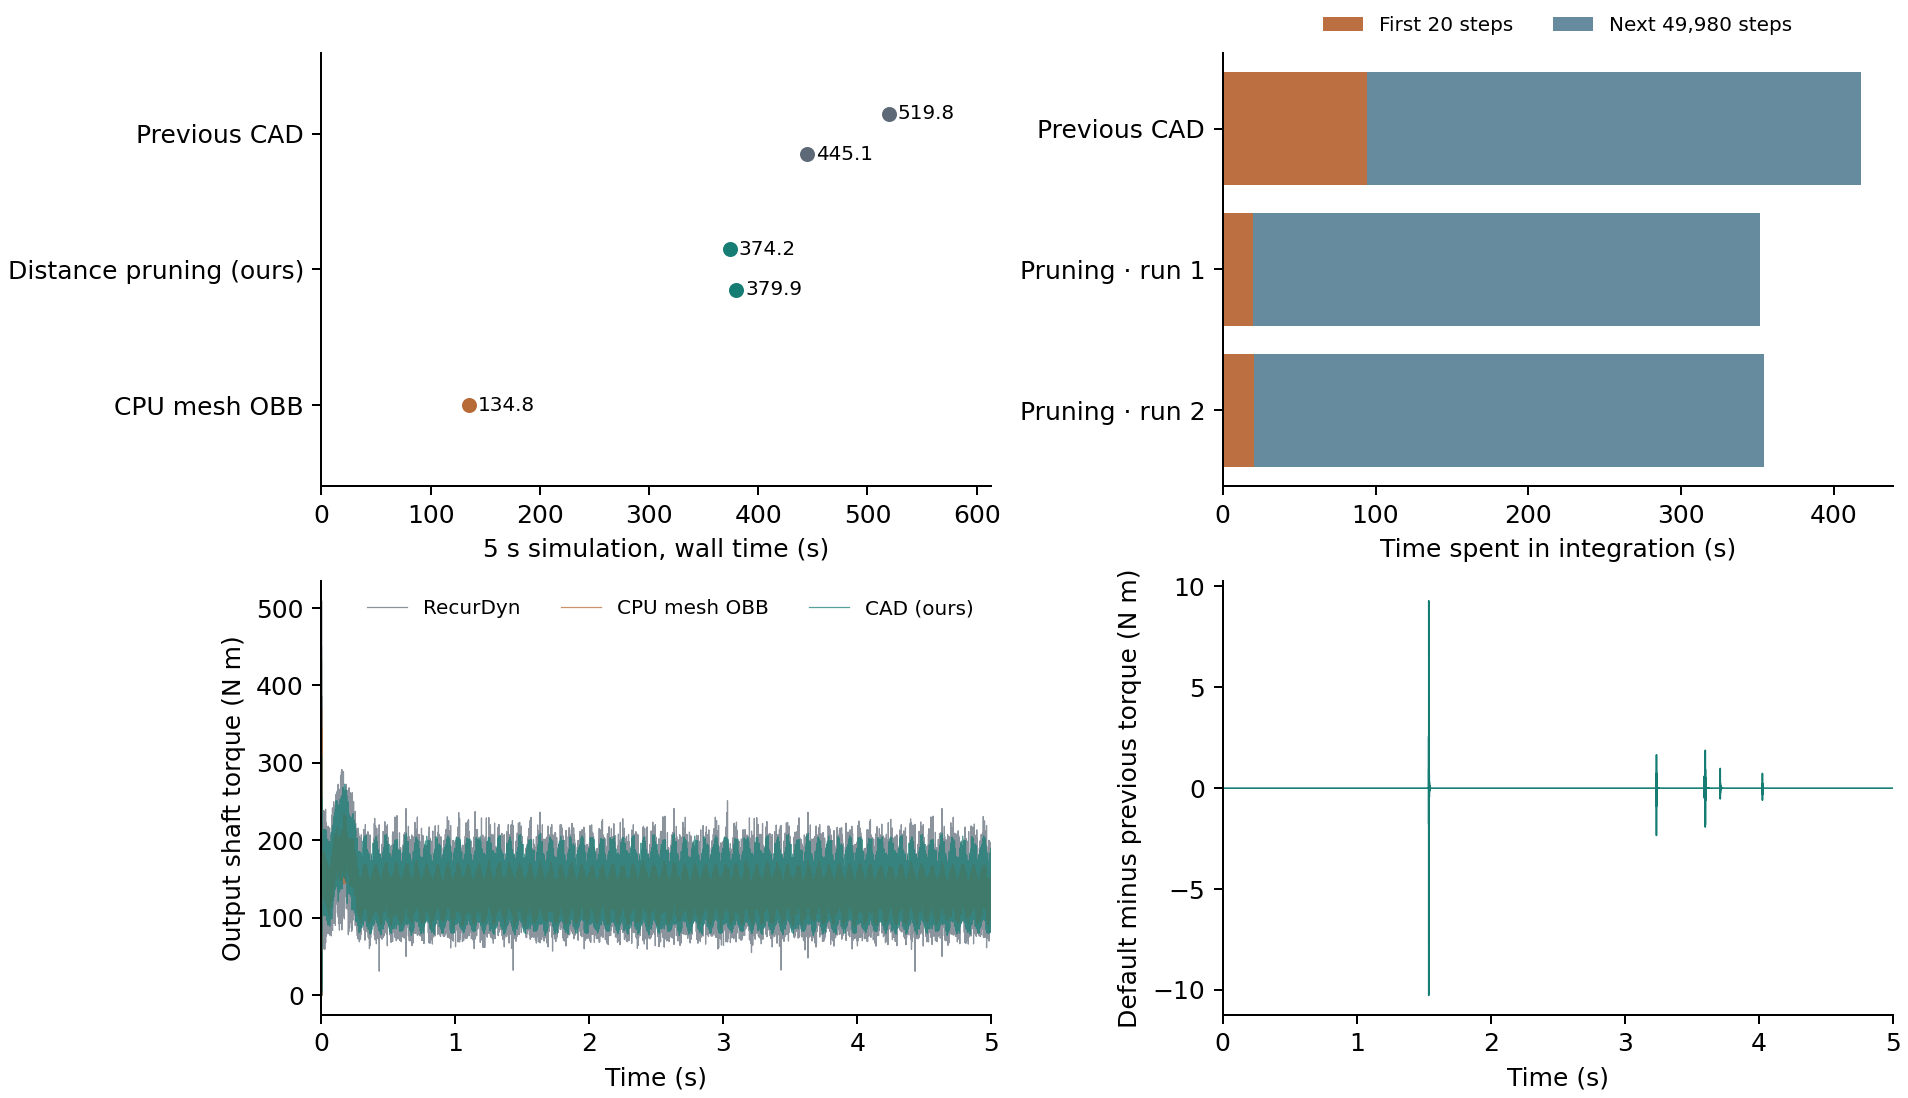 Previous CAD
Distance pruning (ours)
CPU mesh OBB
519.8
445.1
374.2
379.9
134.8
0 100 200 300 400 500 600
5 s simulation, wall time (s)
First 20 steps Next 49,980 steps
Previous CAD
Pruning · run 1
Pruning · run 2
0 100 200 300 400
Time spent in integration (s)
RecurDyn CPU mesh OBB CAD (ours)
Output shaft torque (N m)
500
400
300
200
100
0
0 1 2 3 4 5
Time (s)
Default minus previous torque (N m)
10
5
0
−5
−10
0 1 2 3 4 5
Time (s)